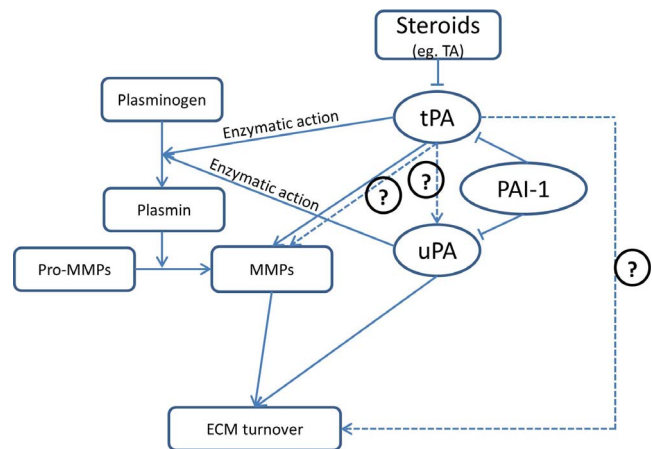 Steroids
(eg. TA)
Plasminogen
Enzymatic action
tPA
Enzymatic action
?
?
PAI-1
Plasmin
uPA
?
Pro-MMPs
MMPs
ECM turnover